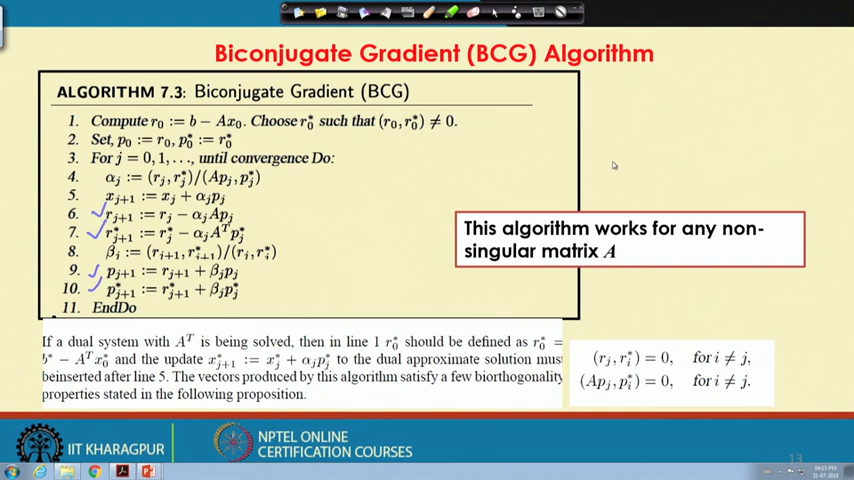 Biconjugate Gradient (BCG) Algorithm
ALGORITHM 7.3: Biconjugate Gradient (BCG)
1. Compute r₀ := b − Ax₀. Choose r₀* such that (r₀, r₀*) ≠ 0.
2. Set, p₀ := r₀, p₀* := r₀*
3. For j = 0, 1, . . ., until convergence Do:
4. αⱼ := (rⱼ, rⱼ*)/(Apⱼ, pⱼ*)
5. xⱼ₊₁ := xⱼ + αⱼpⱼ
6. rⱼ₊₁ := rⱼ − αⱼApⱼ
7. r*ⱼ₊₁ := rⱼ* − αⱼAᵀpⱼ*
8. βⱼ := (rⱼ₊₁, r*ⱼ₊₁)/(rⱼ, rⱼ*)
9. pⱼ₊₁ := rⱼ₊₁ + βⱼpⱼ
10. p*ⱼ₊₁ := r*ⱼ₊₁ + βⱼpⱼ*
11. EndDo
This algorithm works for any non-
singular matrix A
If a dual system with Aᵀ is being solved, then in line 1 r₀* should be defined as r₀* =
b* − Aᵀx₀* and the update x*ⱼ₊₁ := xⱼ* + αⱼpⱼ* to the dual approximate solution must
beinserted after line 5. The vectors produced by this algorithm satisfy a few biorthogonality
properties stated in the following proposition.
(rⱼ, rᵢ*) = 0, for i ≠ j,
(Apⱼ, pᵢ*) = 0, for i ≠ j.
IIT KHARAGPUR
NPTEL ONLINE
CERTIFICATION COURSES
13